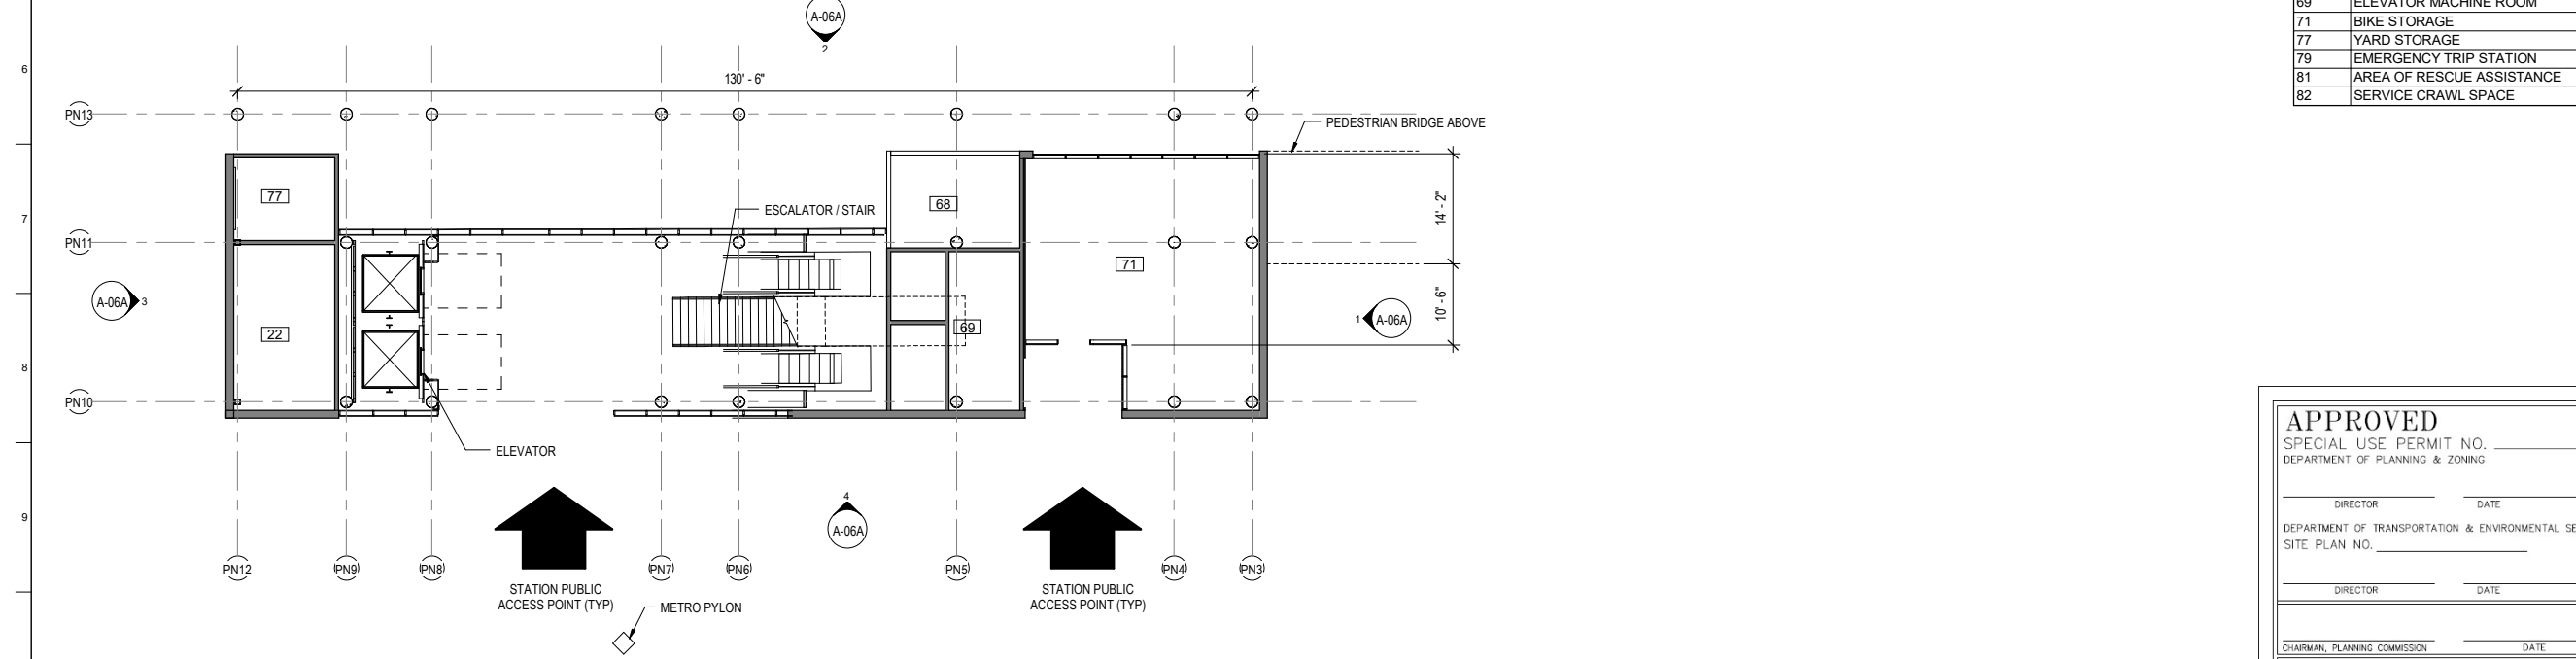 A-06A
2
69 ELEVATOR MACHINE ROOM
71 BIKE STORAGE
77 YARD STORAGE
79 EMERGENCY TRIP STATION
81 AREA OF RESCUE ASSISTANCE
82 SERVICE CRAWL SPACE
6
130' - 6"
PN13
PEDESTRIAN BRIDGE ABOVE
77
68
ESCALATOR / STAIR
14' - 2"
7
PN11
71
A-06A 3
10' - 6"
1 A-06A
22
69
8
PN10
ELEVATOR
APPROVED
SPECIAL USE PERMIT NO.
DEPARTMENT OF PLANNING & ZONING
DIRECTOR DATE
4
A-06A
9
DEPARTMENT OF TRANSPORTATION & ENVIRONMENTAL SE
SITE PLAN NO.
PN12 PN9 PN8 PN7 PN6 PN5 PN4 PN3
STATION PUBLIC
ACCESS POINT (TYP)
STATION PUBLIC
ACCESS POINT (TYP)
DIRECTOR DATE
METRO PYLON
CHAIRMAN, PLANNING COMMISSION DATE